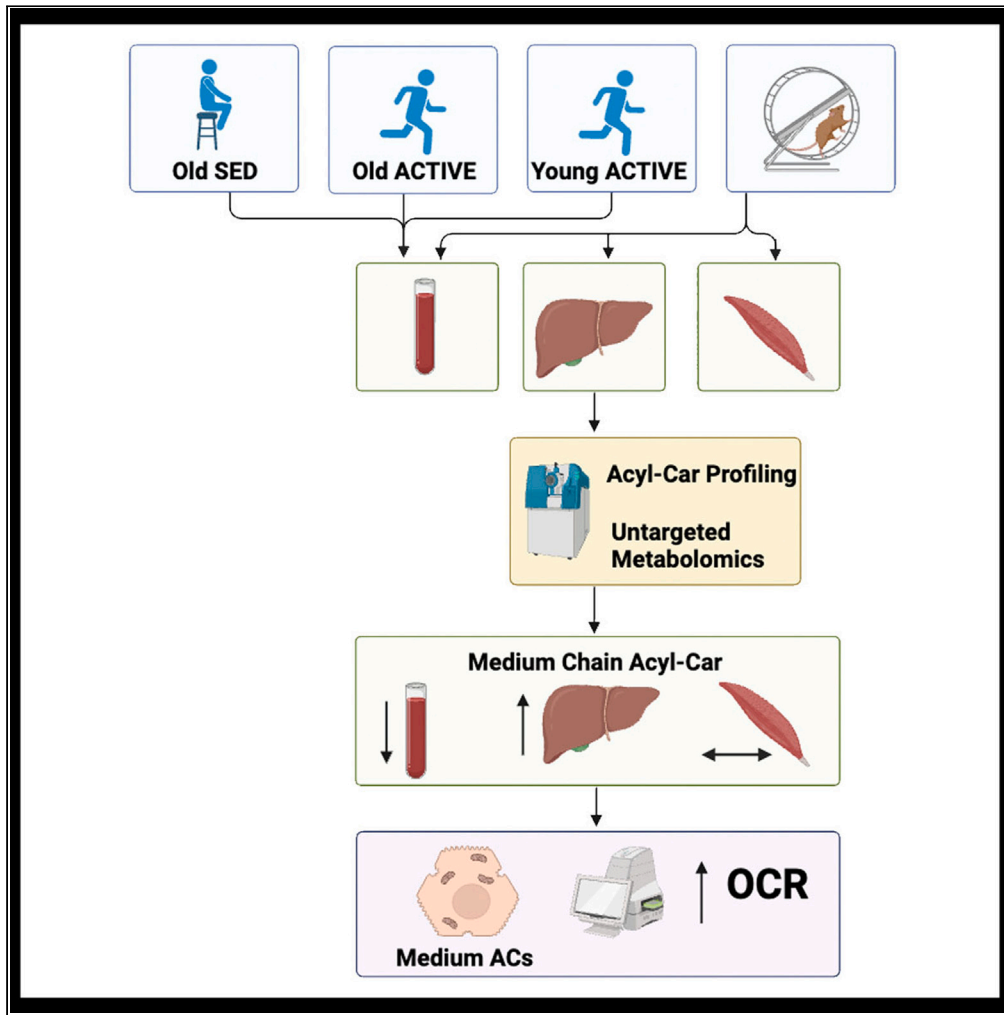 Old SED
Old ACTIVE
Young ACTIVE
Acyl-Car Profiling
Untargeted
Metabolomics
Medium Chain Acyl-Car
OCR
Medium ACs